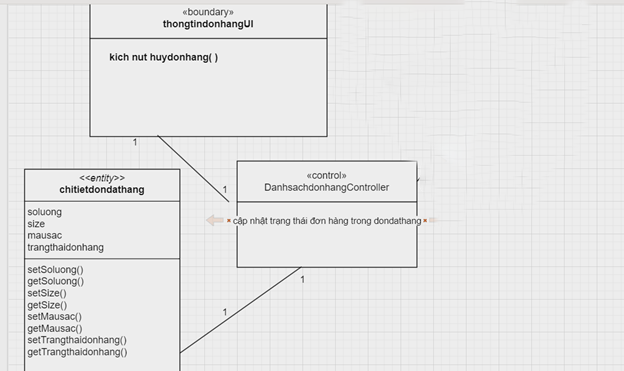 «boundary»
thongtindonhangUI
kich nut huydonhang( )
1
1
«control»
DanhsachdonhangController
cập nhật trạng thái đơn hàng trong dondathang
<<entity>>
chitietdondathang
soluong
size
mausac
trangthaidonhang
setSoluong()
getSoluong()
setSize()
getSize()
setMausac()
getMausac()
setTrangthaidonhang()
getTrangthaidonhang()
1
1